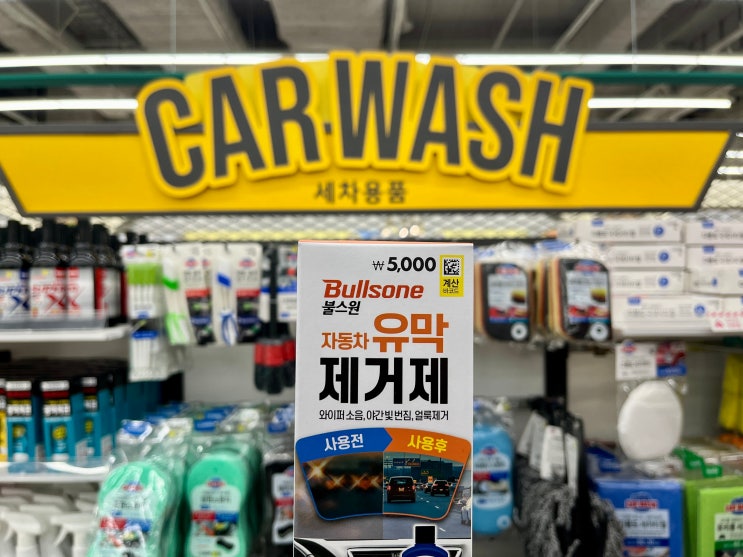 CAR WASH
세차용품
₩5,000
계산
바코드
Bullsone
불스원
자동차 유막
제거제
와이퍼 소음, 야간 빛 번짐, 얼룩제거
사용전
사용후